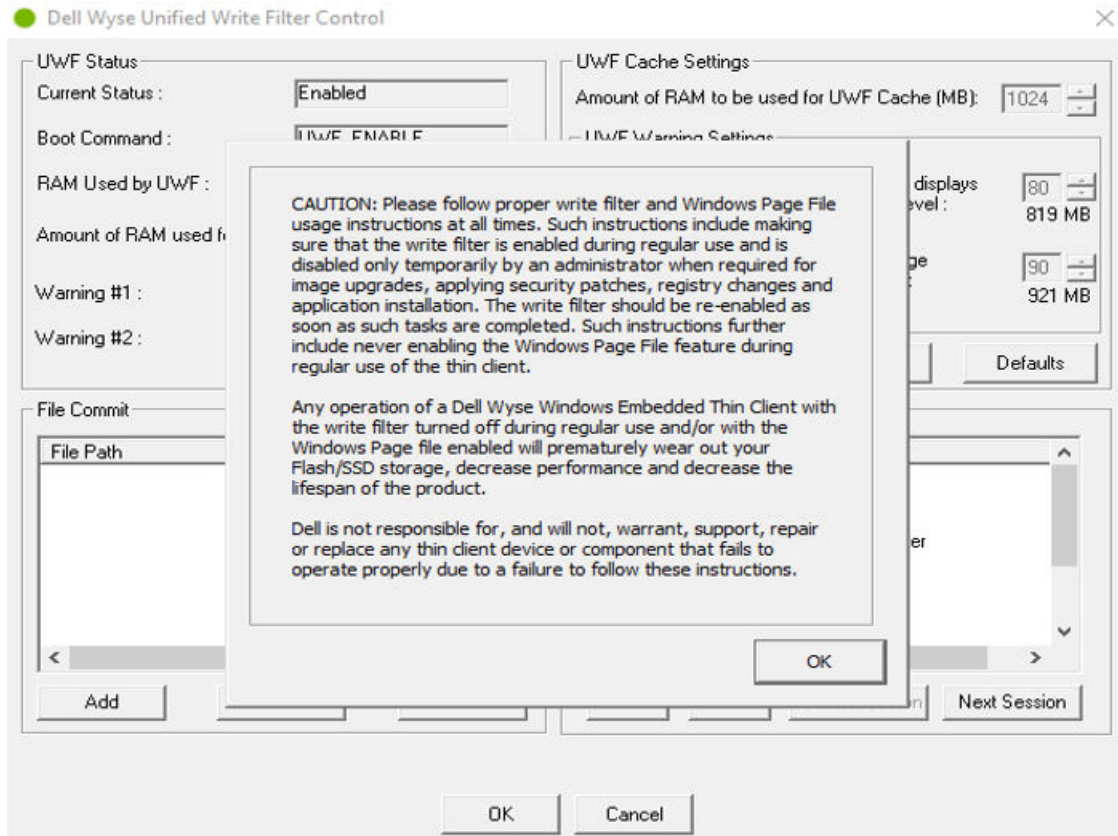 Dell Wyse Unified Write Filter Control
UWF Status
Current Status :
Enabled
Boot Command :
UWF_ENABLE
RAM Used by UWF :
Amount of RAM used
Warning #1 :
Warning #2 :
UWF Cache Settings
Amount of RAM to be used for UWF Cache (MB):
1024
UWF Warning Settings
displays
80
819 MB
90
921 MB
Defaults
CAUTION: Please follow proper write filter and Windows Page File
usage instructions at all times. Such instructions include making
sure that the write filter is enabled during regular use and is
disabled only temporarily by an administrator when required for
image upgrades, applying security patches, registry changes and
application installation. The write filter should be re-enabled as
soon as such tasks are completed. Such instructions further
include never enabling the Windows Page File feature during
regular use of the thin client.
Any operation of a Dell Wyse Windows Embedded Thin Client with
the write filter turned off during regular use and/or with the
Windows Page file enabled will prematurely wear out your
Flash/SSD storage, decrease performance and decrease the
lifespan of the product.
Dell is not responsible for, and will not, warrant, support, repair
or replace any thin client device or component that fails to
operate properly due to a failure to follow these instructions.
OK
File Commit
File Path
Add
Next Session
OK
Cancel